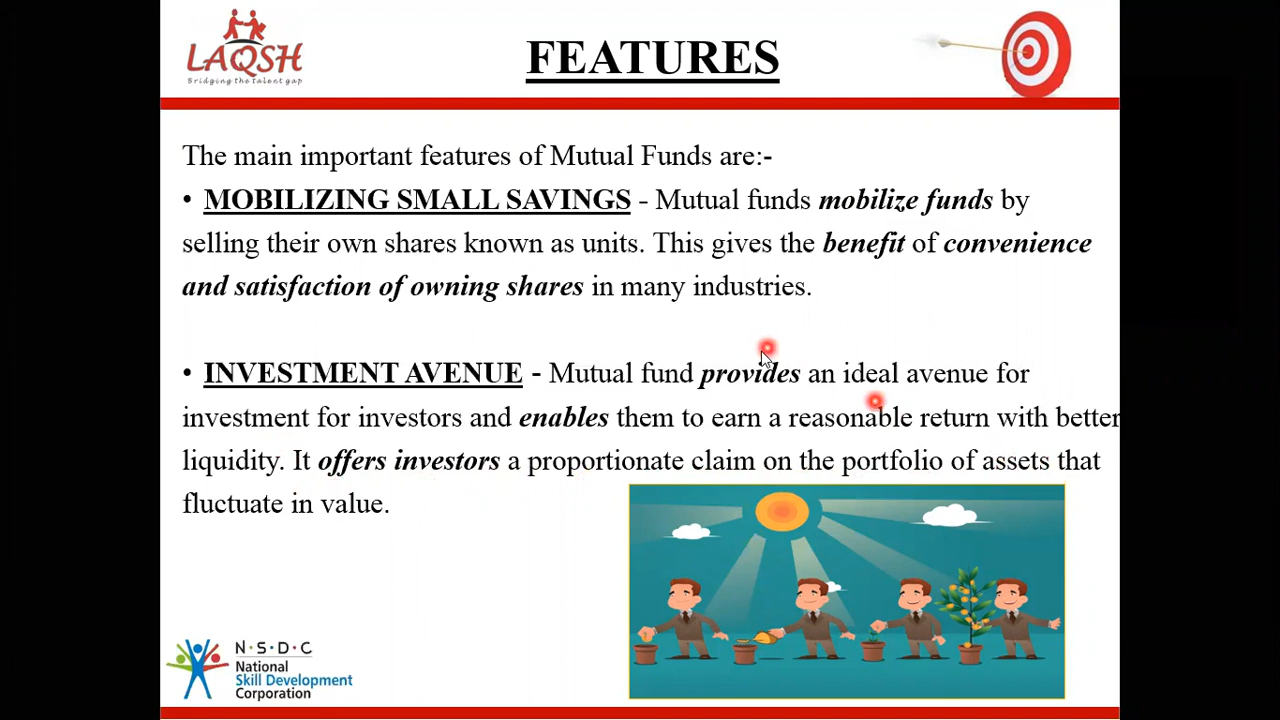 LAQSH
Bridging the talent gap
FEATURES
The main important features of Mutual Funds are:-
• MOBILIZING SMALL SAVINGS - Mutual funds mobilize funds by
selling their own shares known as units. This gives the benefit of convenience
and satisfaction of owning shares in many industries.
• INVESTMENT AVENUE - Mutual fund provides an ideal avenue for
investment for investors and enables them to earn a reasonable return with better
liquidity. It offers investors a proportionate claim on the portfolio of assets that
fluctuate in value.
N·S·D·C
National
Skill Development
Corporation